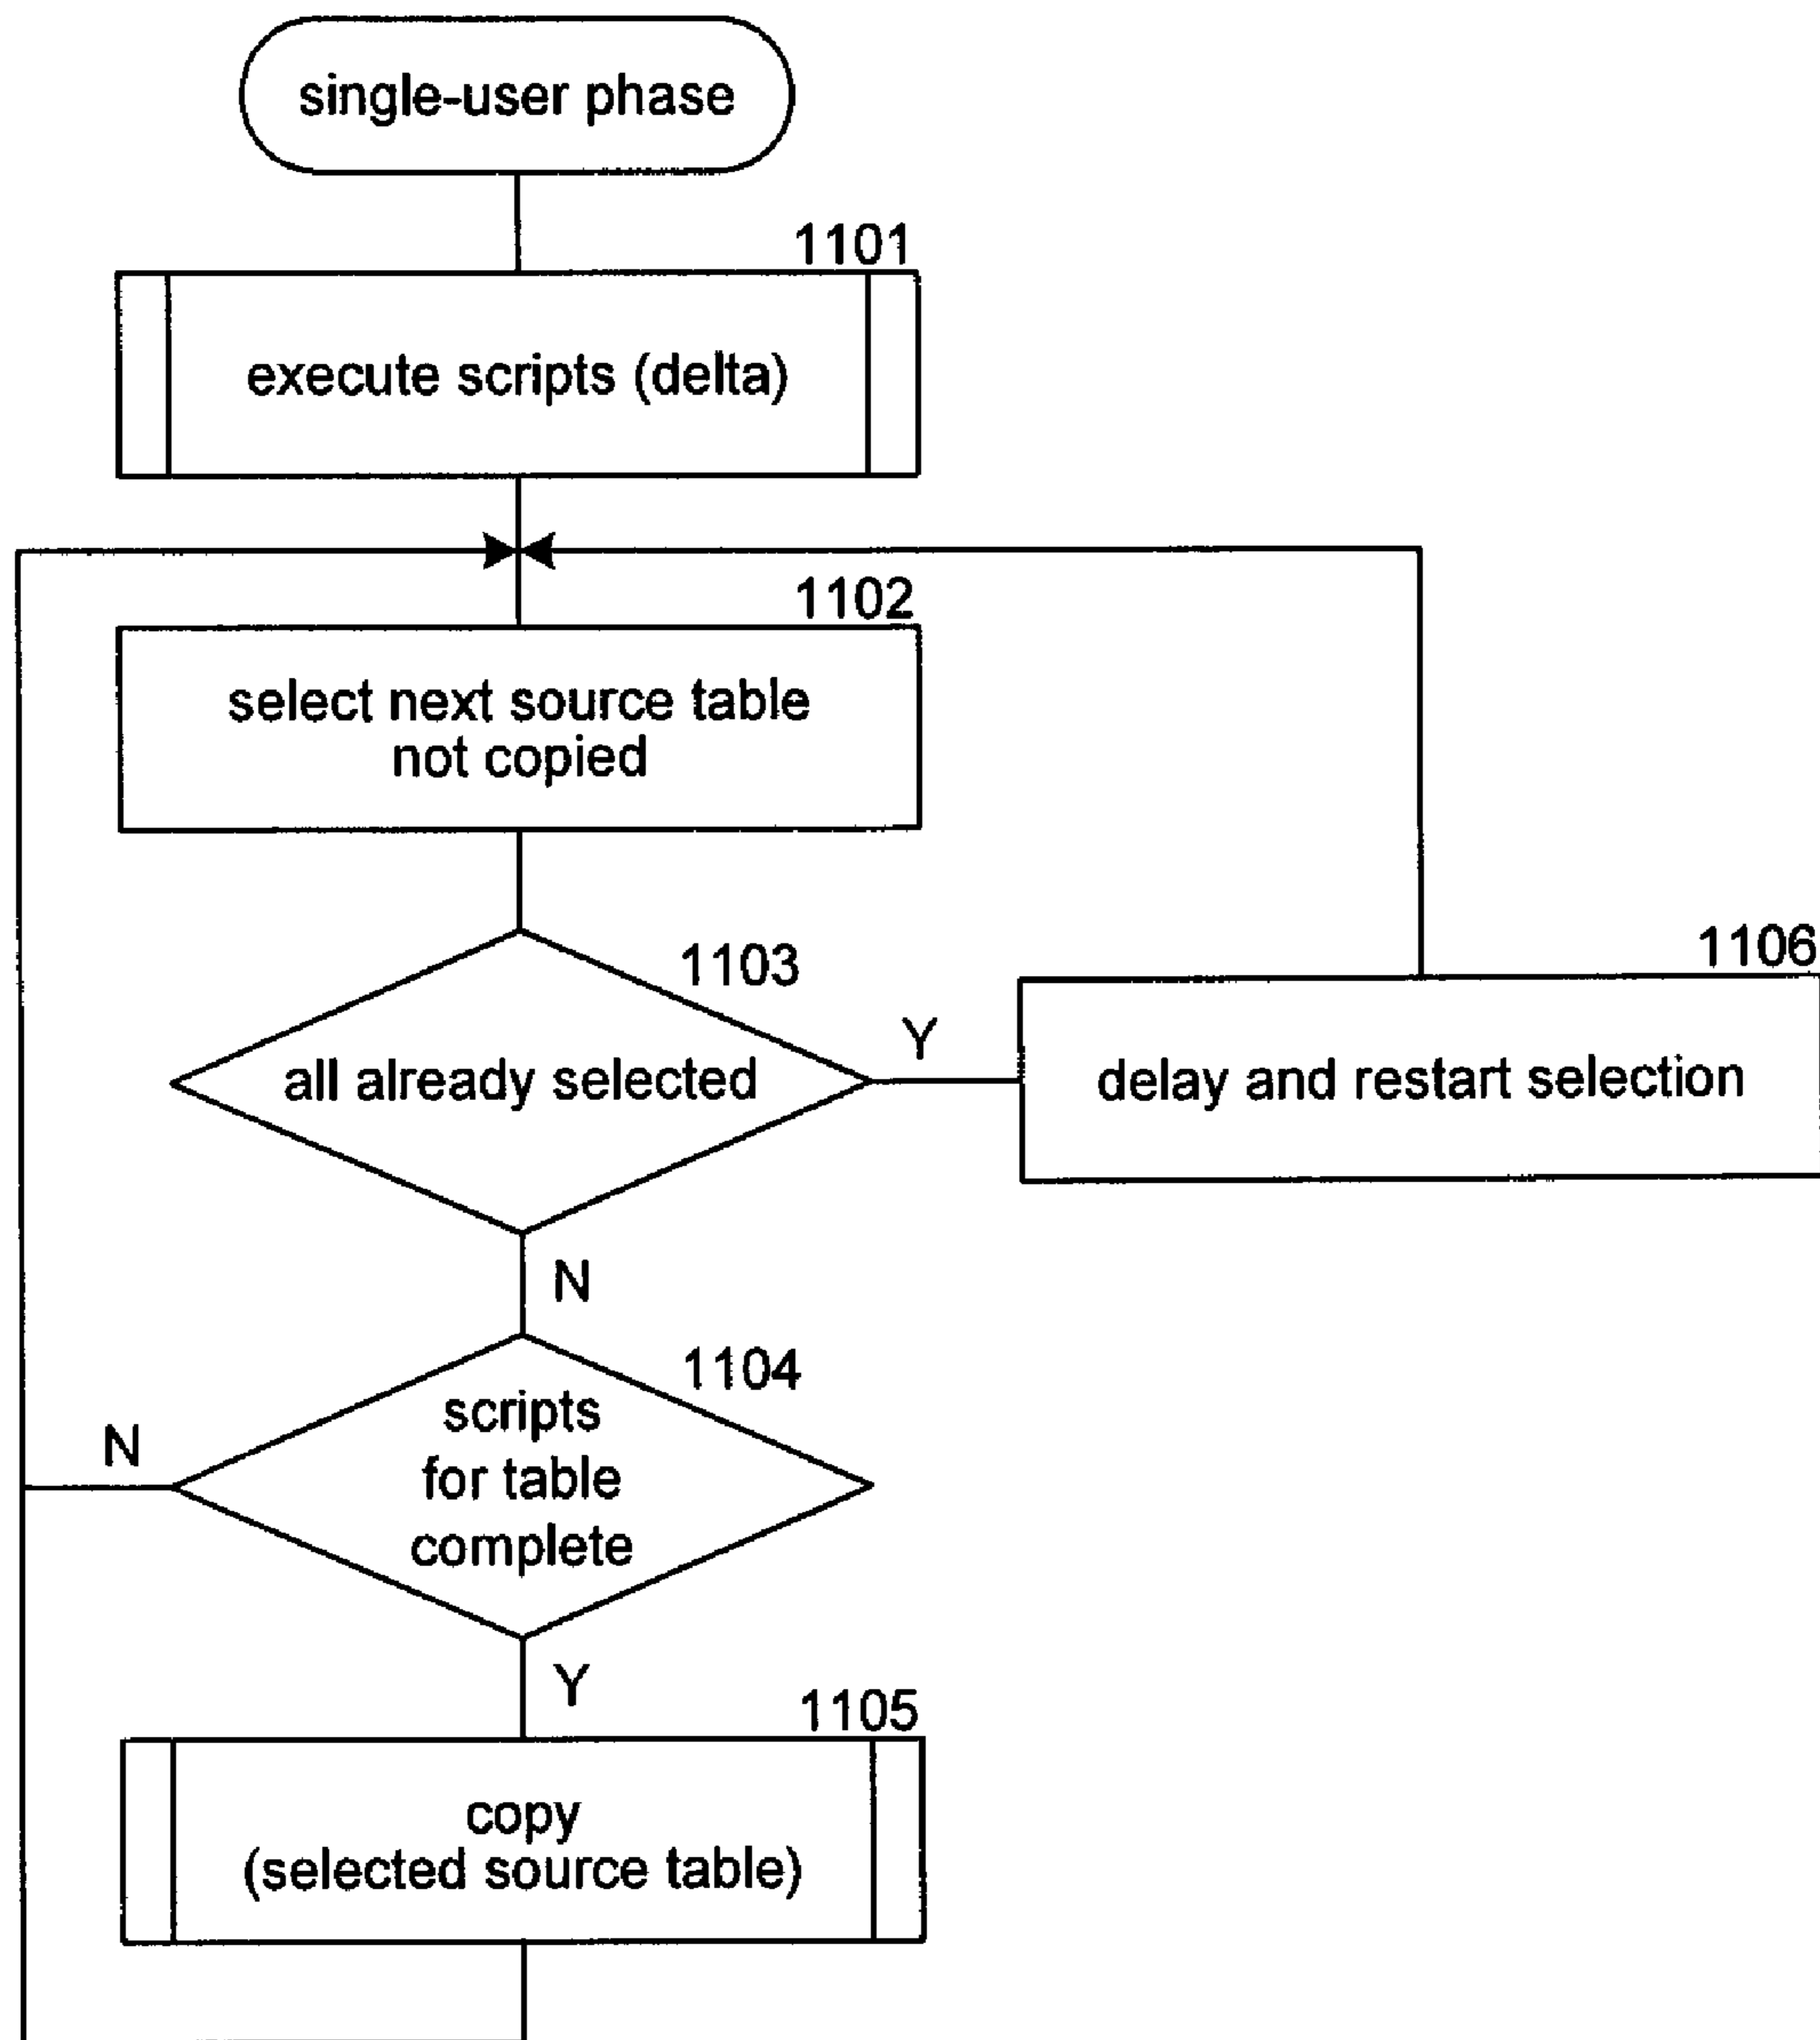 single-user phase
1101
execute scripts (delta)
1102
select next source table
not copied
1103
all already selected
Y
1106
delay and restart selection
N
1104
scripts
for table
complete
N
Y
1105
copy
(selected source table)